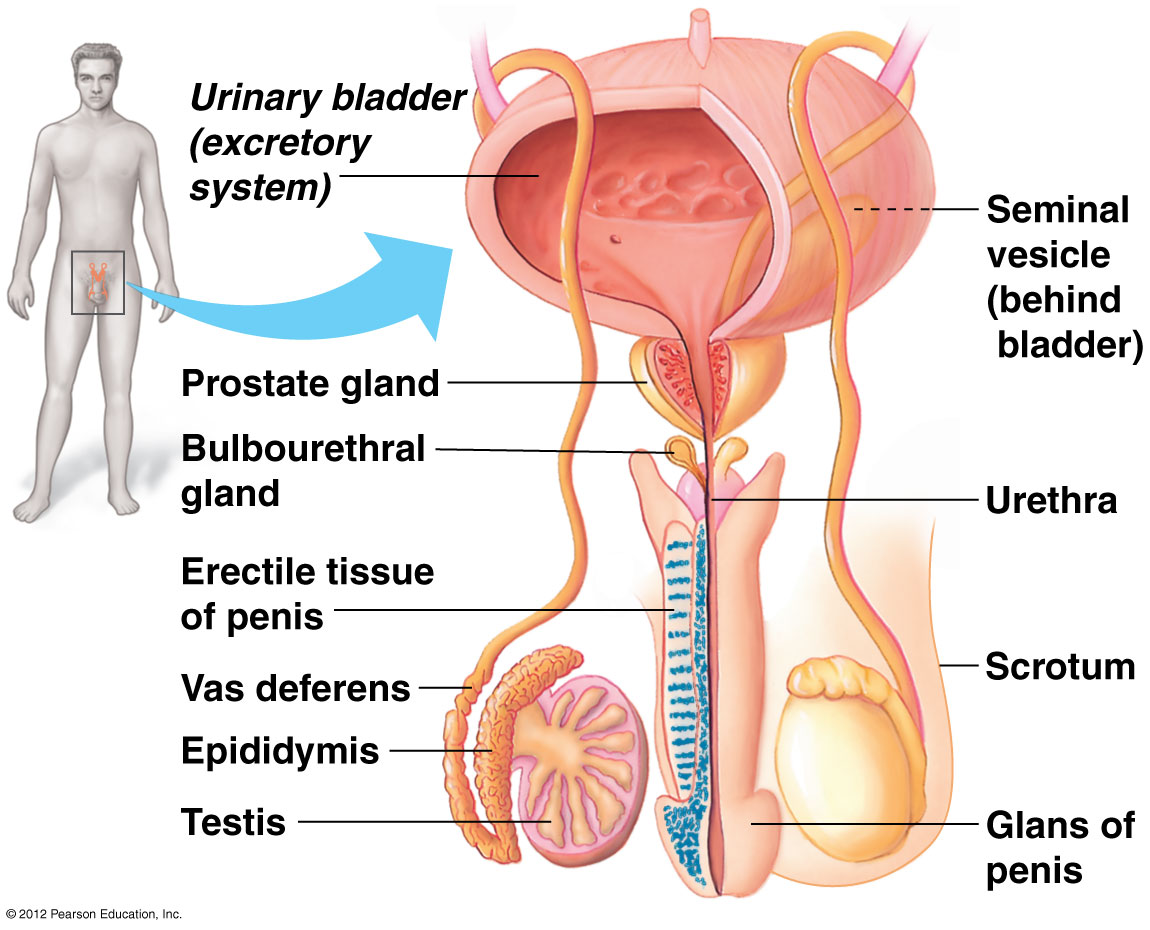 Urinary bladder
(excretory
system)
Prostate gland
Bulbourethral
gland
Erectile tissue
of penis
Vas deferens
Epididymis
Testis
Seminal
vesicle
(behind
bladder)
Urethra
Scrotum
Glans of
penis
© 2012 Pearson Education, Inc.